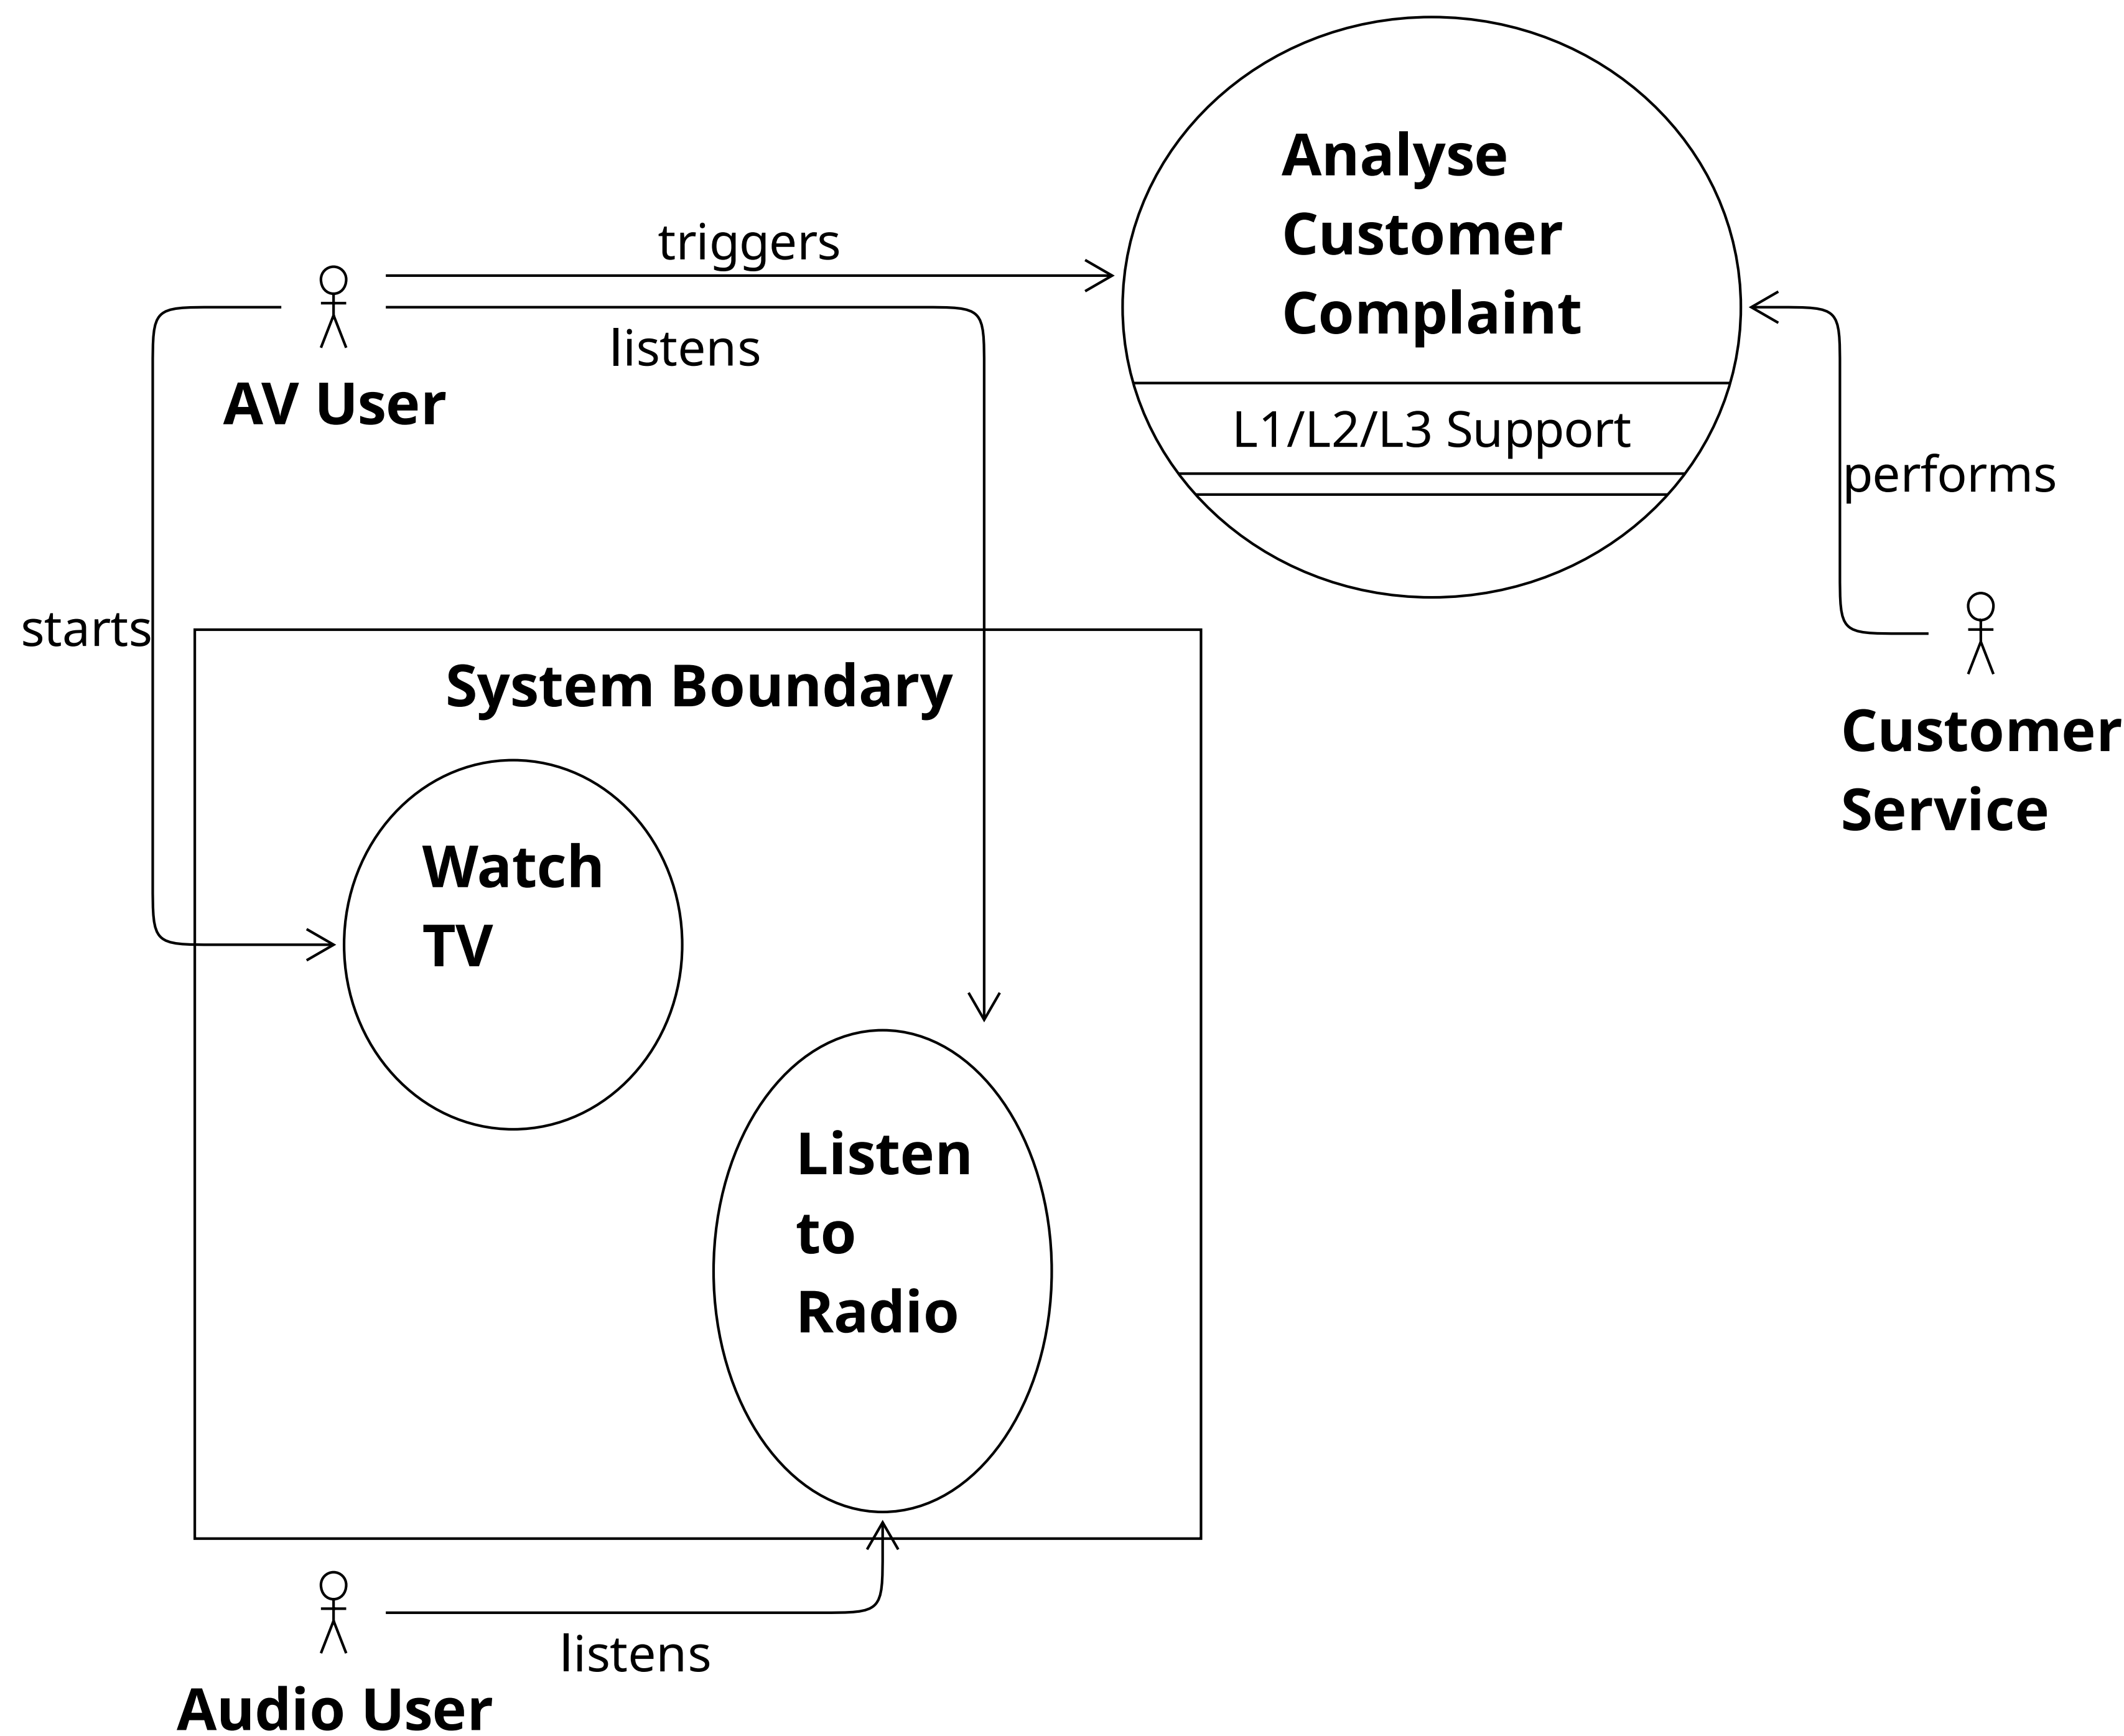 Analyse
Customer
Complaint
L1/L2/L3 Support
triggers
listens
AV User
performs
starts
System Boundary
Customer
Service
Watch
TV
Listen
to
Radio
listens
Audio User